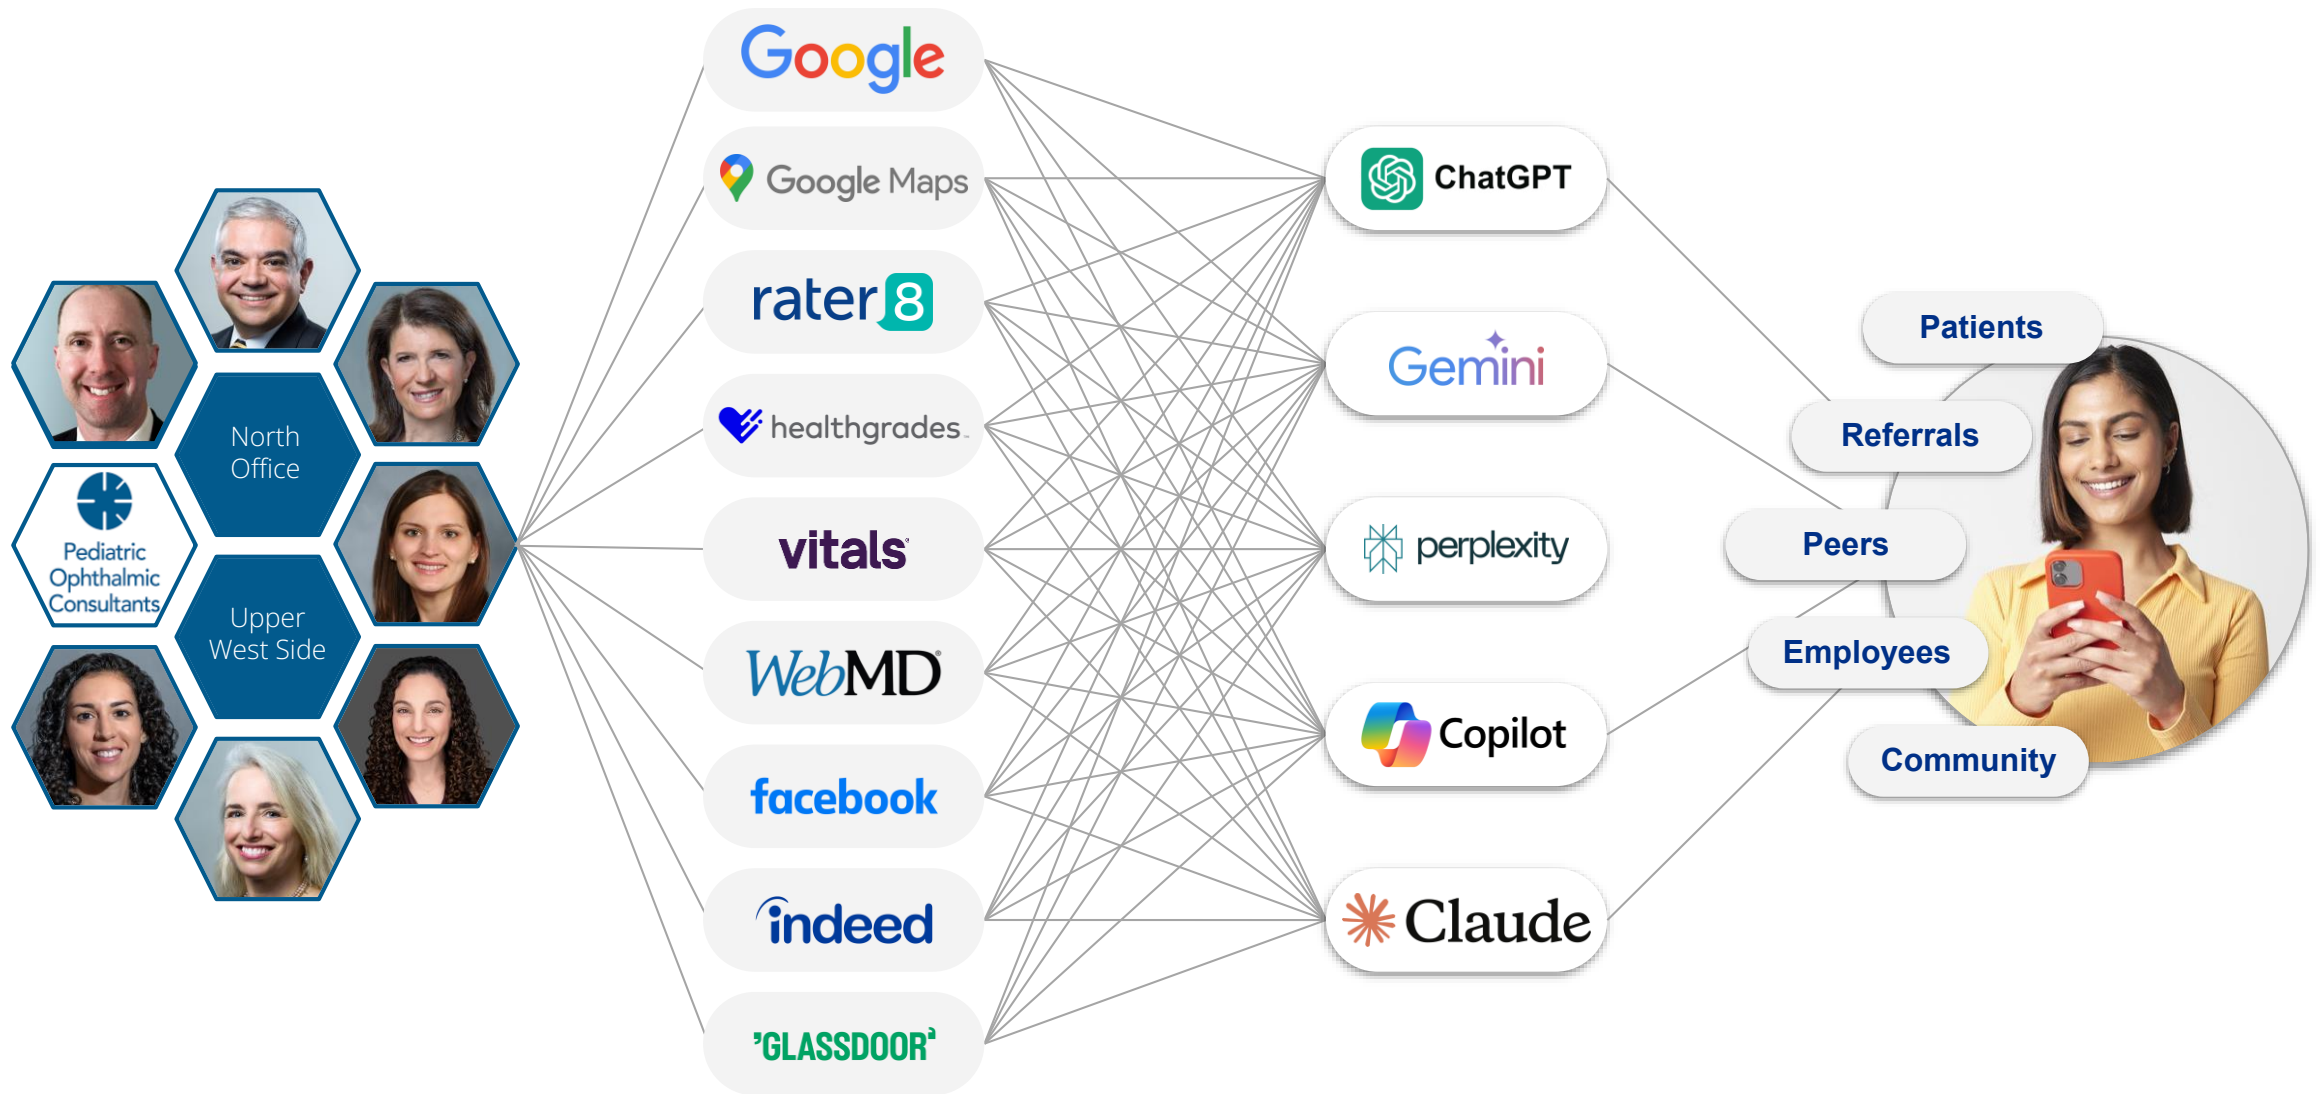 North
Office
Pediatric
Ophthalmic
Consultants
Upper
West Side
Google
Google Maps
rater8
healthgrades
vitals
WebMD
facebook
indeed
GLASSDOOR
ChatGPT
Gemini
perplexity
Copilot
Claude
Patients
Referrals
Peers
Employees
Community